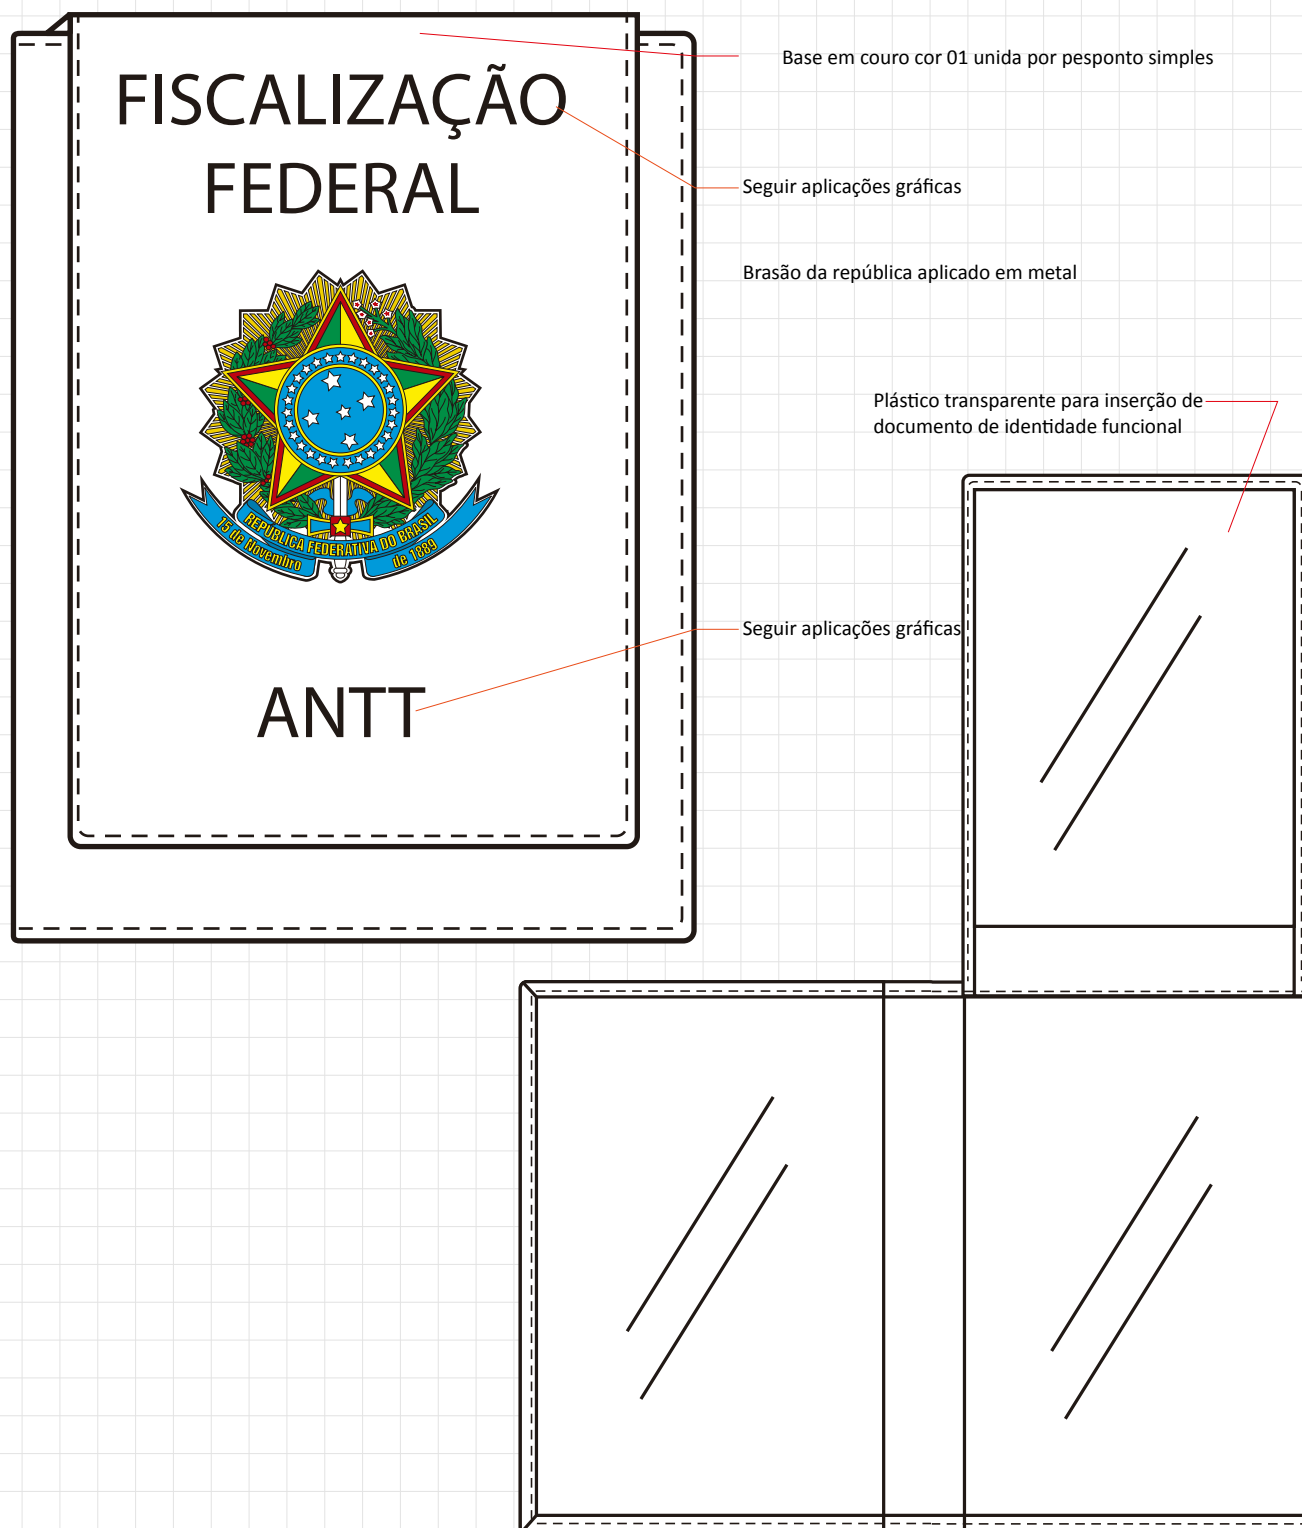 FISCALIZAÇÃO
FEDERAL
15 de Novembro
REPÚBLICA FEDERATIVA DO BRASIL
de 1889
ANTT
Base em couro cor 01 unida por pesponto simples
Seguir aplicações gráficas
Brasão da república aplicado em metal
Plástico transparente para inserção de
documento de identidade funcional
Seguir aplicações gráficas